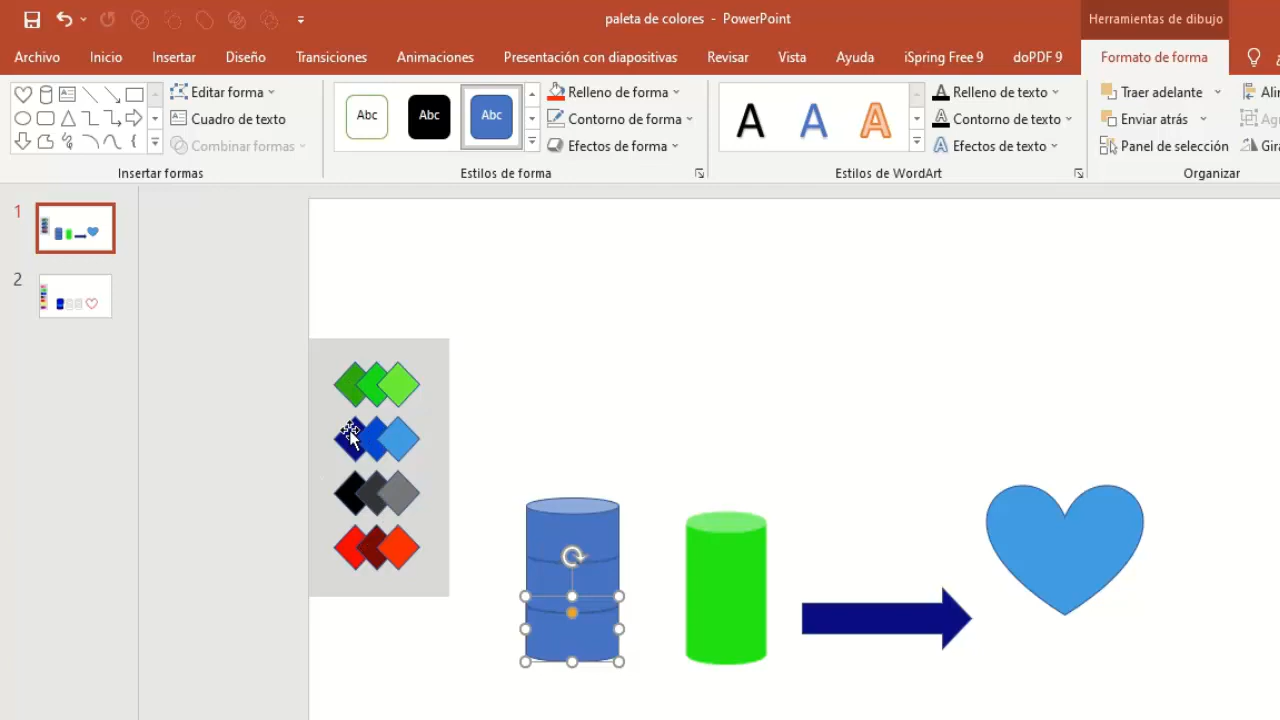 paleta de colores - PowerPoint
Herramientas de dibujo
Archivo Inicio Insertar Diseño Transiciones Animaciones Presentación con diapositivas Revisar Vista Ayuda iSpring Free 9 doPDF 9 Formato de forma
Editar forma
Cuadro de texto
Combinar formas
Insertar formas
Abc Abc Abc
Relleno de forma
Contorno de forma
Efectos de forma
Estilos de forma
A A A
Relleno de texto
Contorno de texto
Efectos de texto
Estilos de WordArt
Traer adelante
Enviar atrás
Panel de selección
Organizar
1
2